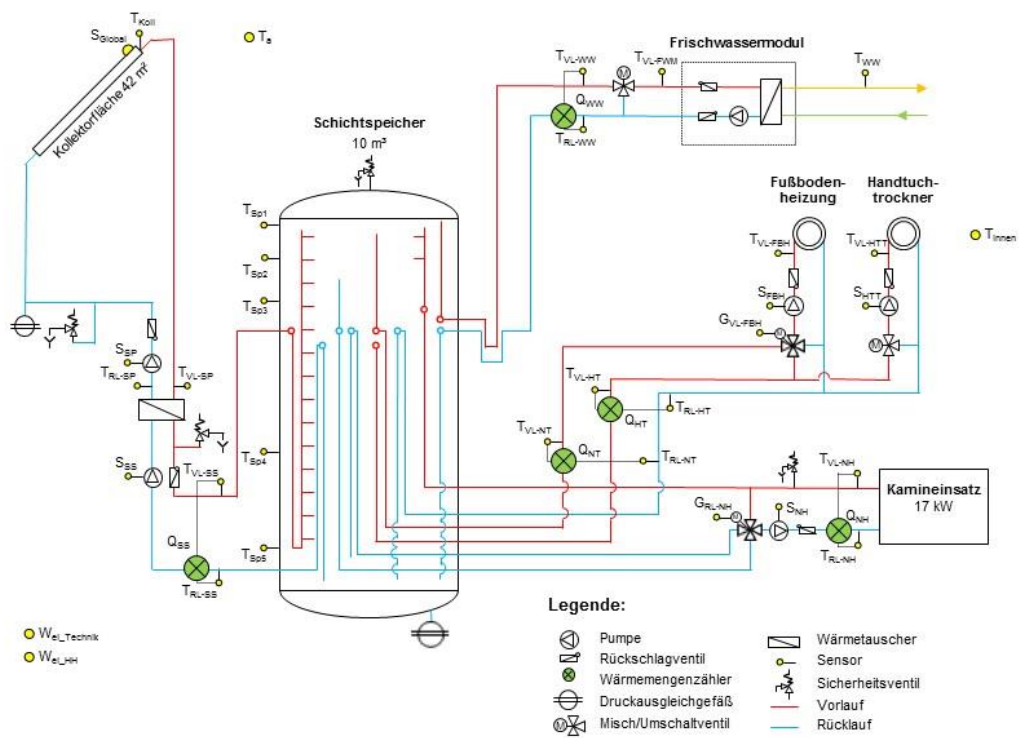 T_Koll
S_Global
T_a
Kollektorfläche 42 m²
Frischwassermodul
T_VL-WW
T_VL-FWM
T_WW
M
Q_WW
T_RL-WW
Schichtspeicher
10 m³
Fußboden-
heizung
Handtuch-
trockner
T_Sp1
T_Sp2
T_Sp3
T_Sp4
T_Sp5
T_Innen
T_VL-FBH
T_VL-HTT
S_FBH
S_HTT
G_VL-FBH
M
M
S_SP
T_RL-SP
T_VL-SP
S_SS
T_VL-SS
Q_SS
T_RL-SS
T_VL-HT
T_RL-HT
Q_HT
T_VL-NT
Q_NT
T_RL-NT
T_VL-NH
Kamineinsatz
17 kW
G_RL-NH
M
S_NH
Q_NH
T_RL-NH
W_el_Technik
W_el_HH
Legende:
Pumpe
Rückschlagventil
Wärmemengenzähler
Druckausgleichgefäß
M
Misch/Umschaltventil
Wärmetauscher
Sensor
Sicherheitsventil
Vorlauf
Rücklauf